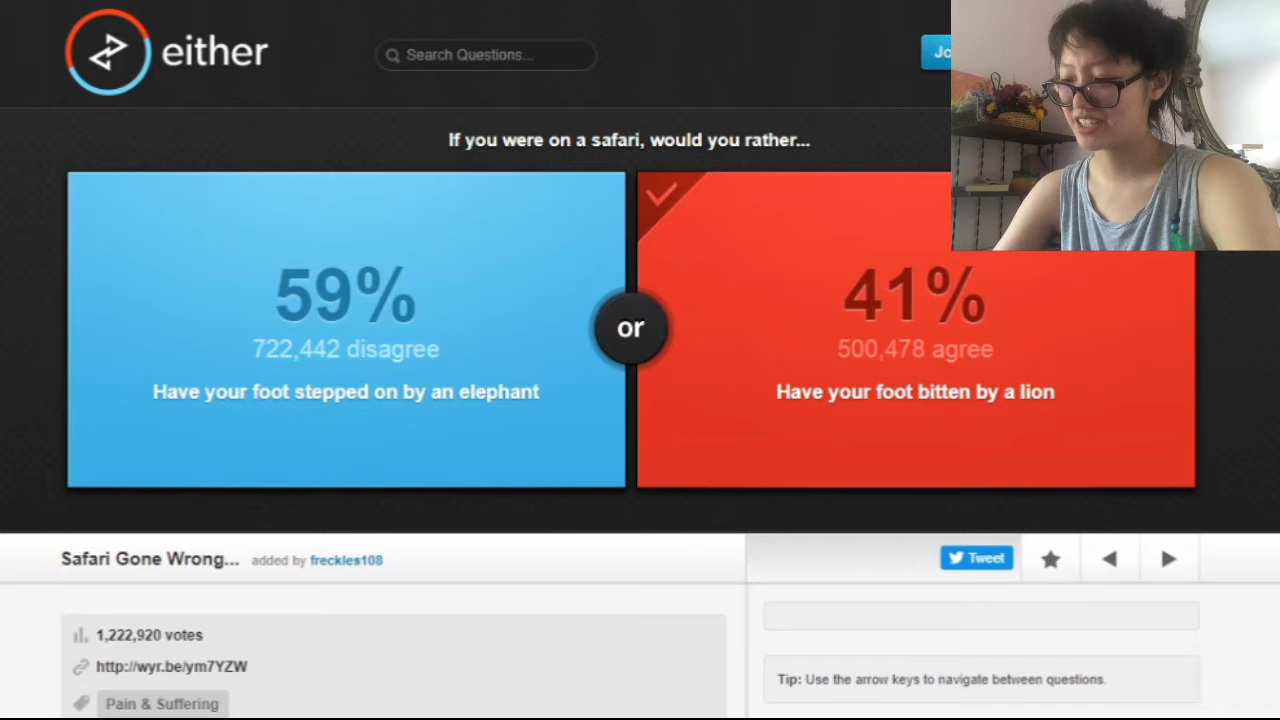 either
Search Questions...
Jo
If you were on a safari, would you rather...
59%
722,442 disagree
Have your foot stepped on by an elephant
or
41%
500,478 agree
Have your foot bitten by a lion
Safari Gone Wrong... added by freckles108
Tweet
1,222,920 votes
http://wyr.be/ym7YZW
Pain & Suffering
Tip: Use the arrow keys to navigate between questions.